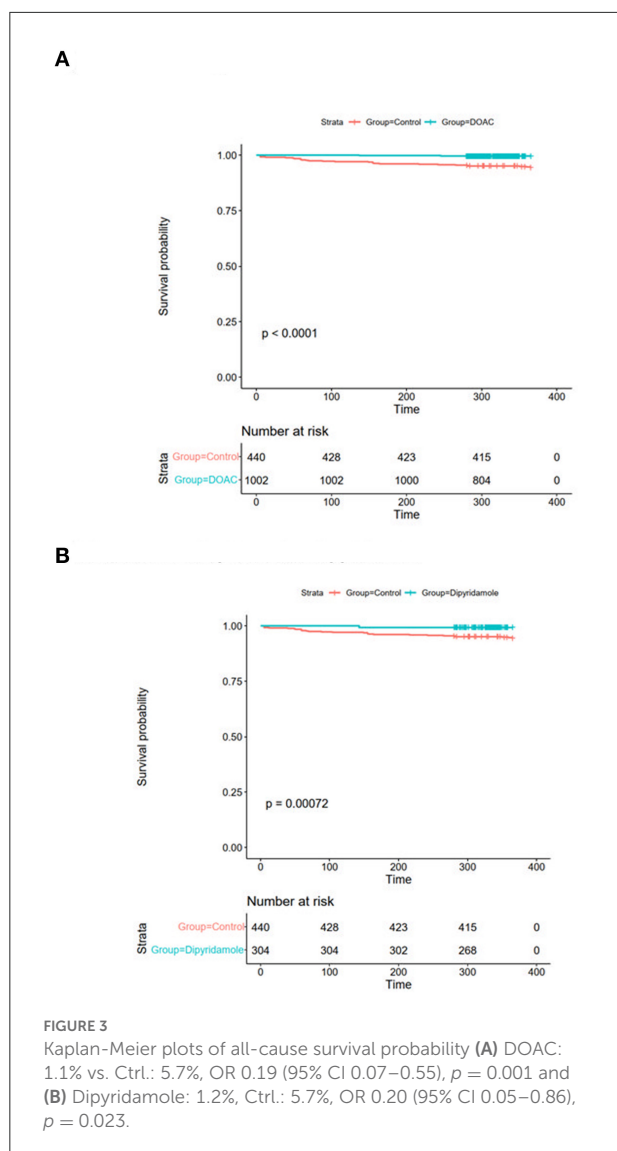 A
Strata Group=Control Group=DOAC
1.00
0.75
0.50
0.25
0.00
Survival probability
p < 0.0001
0 100 200 300 400
Time
Number at risk
Strata
Group=Control 440 428 423 415 0
Group=DOAC 1002 1002 1000 804 0
0 100 200 300 400
Time
B
Strata Group=Control Group=Dipyridamole
1.00
0.75
0.50
0.25
0.00
Survival probability
p = 0.00072
0 100 200 300 400
Time
Number at risk
Strata
Group=Control 440 428 423 415 0
Group=Dipyridamole 304 304 302 268 0
0 100 200 300 400
Time
FIGURE 3
Kaplan-Meier plots of all-cause survival probability (A) DOAC:
1.1% vs. Ctrl.: 5.7%, OR 0.19 (95% CI 0.07–0.55), p = 0.001 and
(B) Dipyridamole: 1.2%, Ctrl.: 5.7%, OR 0.20 (95% CI 0.05–0.86),
p = 0.023.